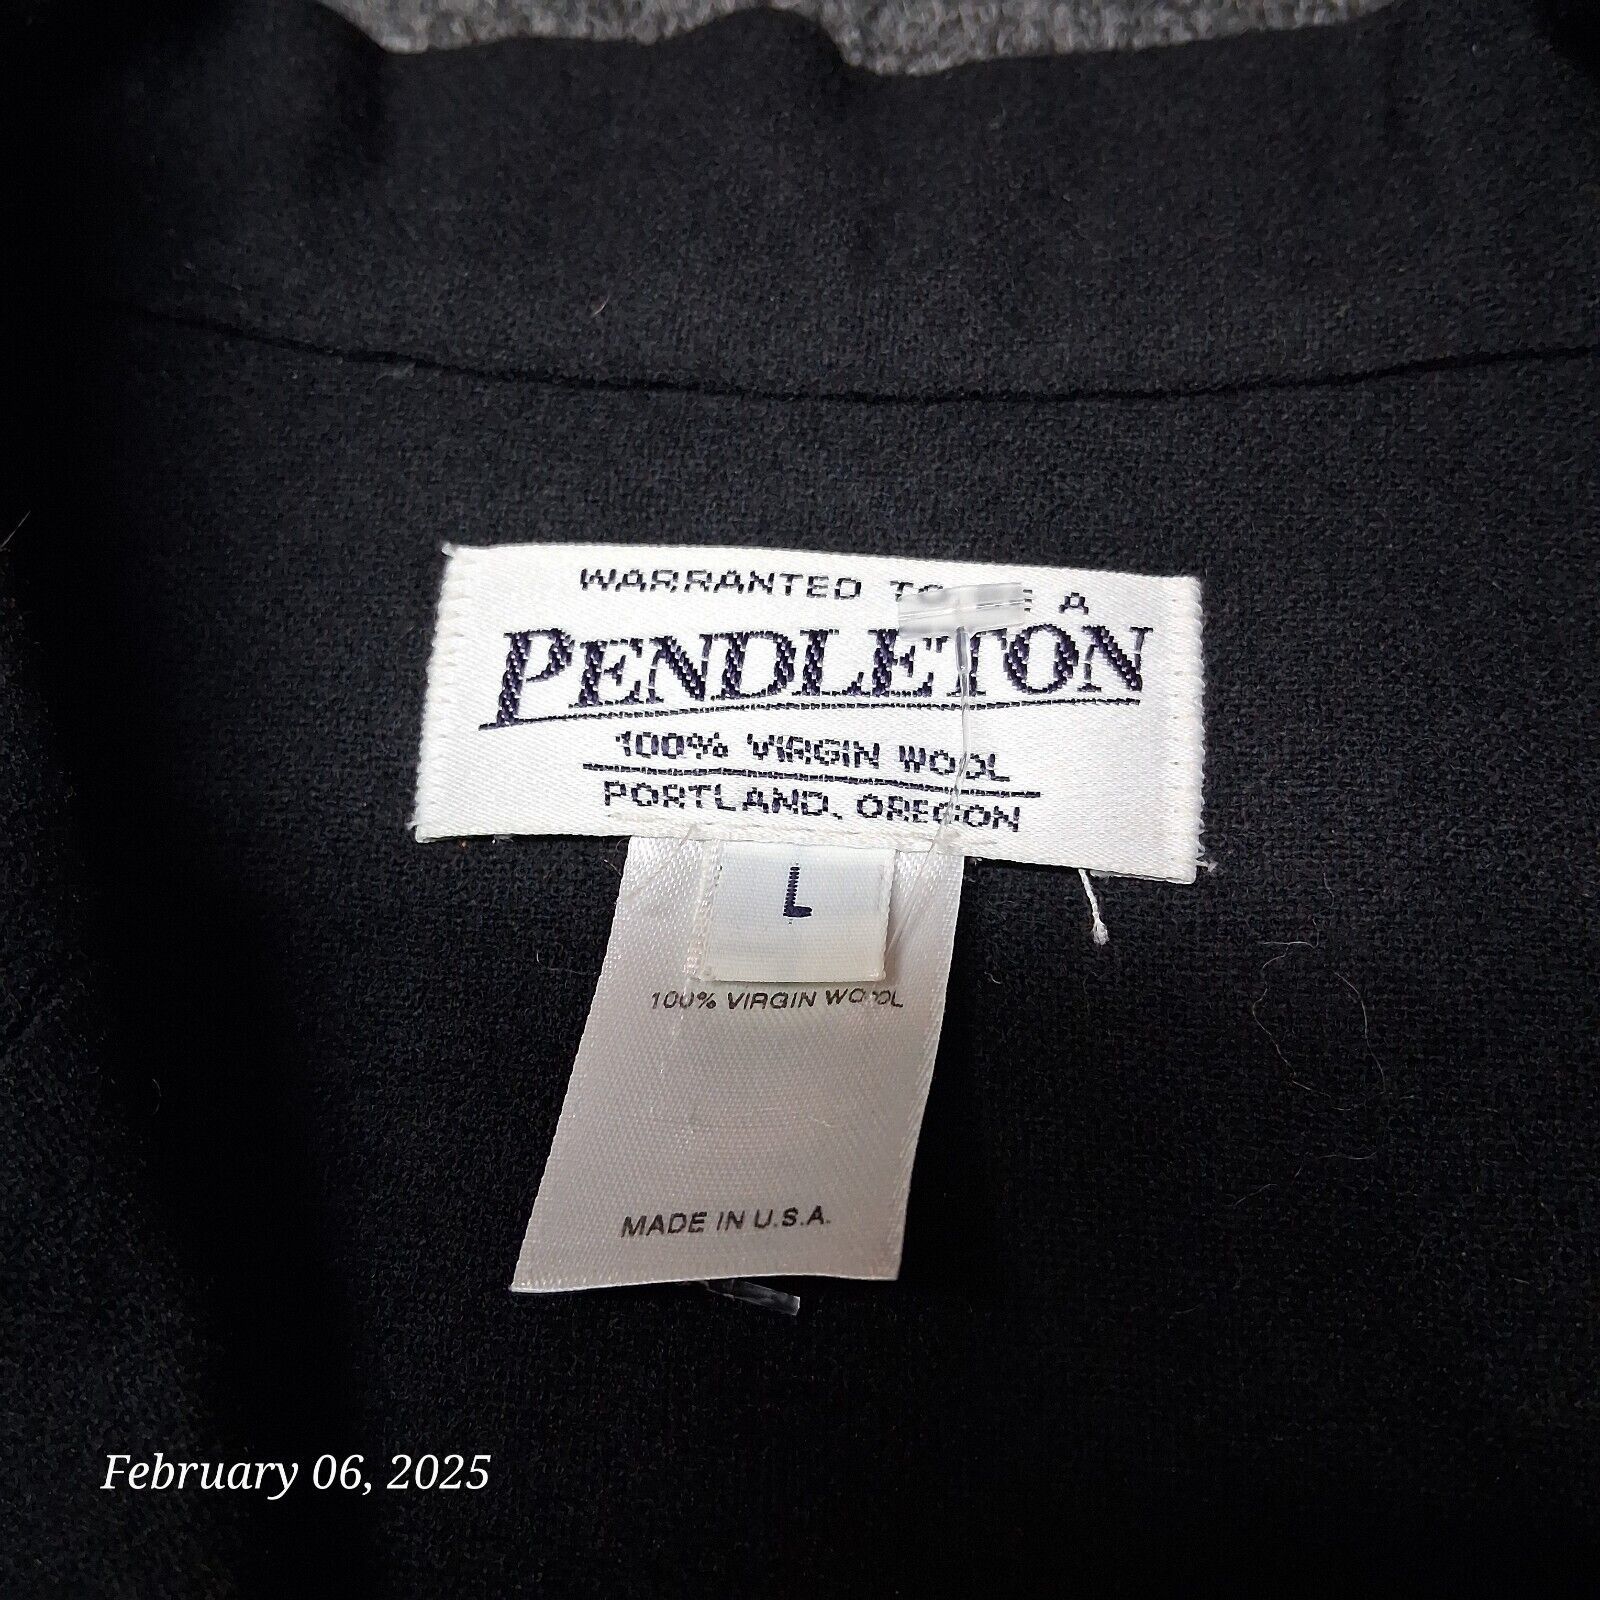 WARRANTED TO BE A
PENDLETON
100% VIRGIN WOOL
PORTLAND, OREGON
L
100% VIRGIN WOOL
MADE IN U.S.A.
February 06, 2025